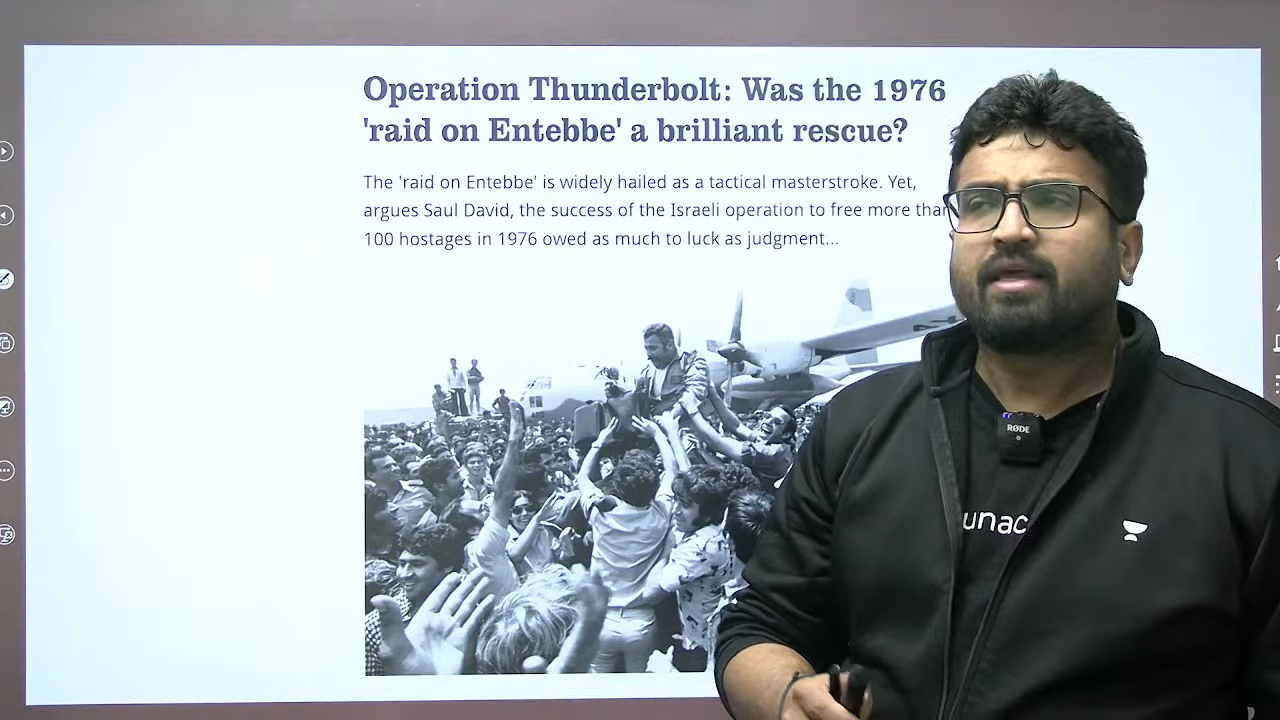 Operation Thunderbolt: Was the 1976
'raid on Entebbe' a brilliant rescue?
The 'raid on Entebbe' is widely hailed as a tactical masterstroke. Yet,
argues Saul David, the success of the Israeli operation to free more than
100 hostages in 1976 owed as much to luck as judgment...
RØDE
unac